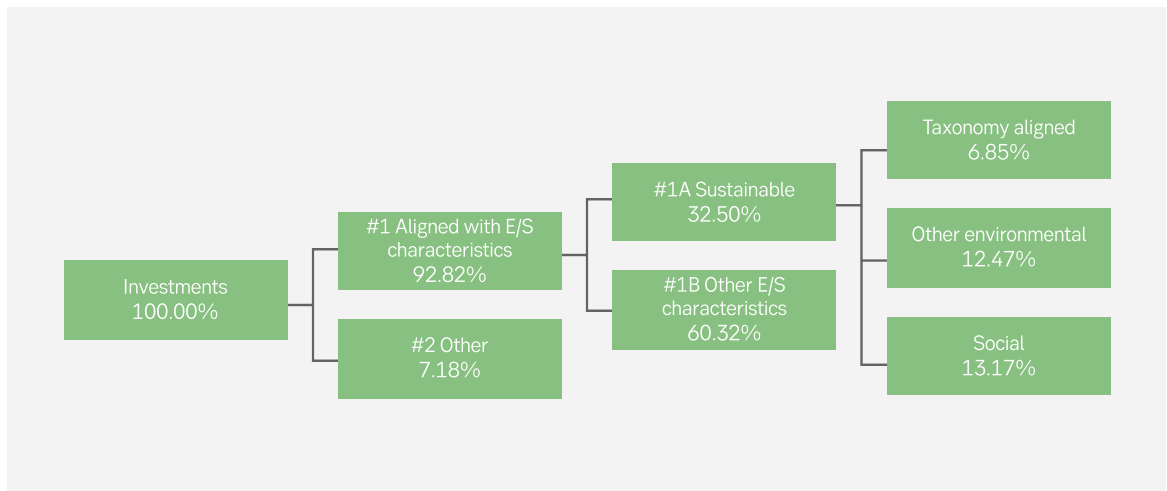 Investments
100.00%
#1 Aligned with E/S
characteristics
92.82%
#2 Other
7.18%
#1A Sustainable
32.50%
#1B Other E/S
characteristics
60.32%
Taxonomy aligned
6.85%
Other environmental
12.47%
Social
13.17%